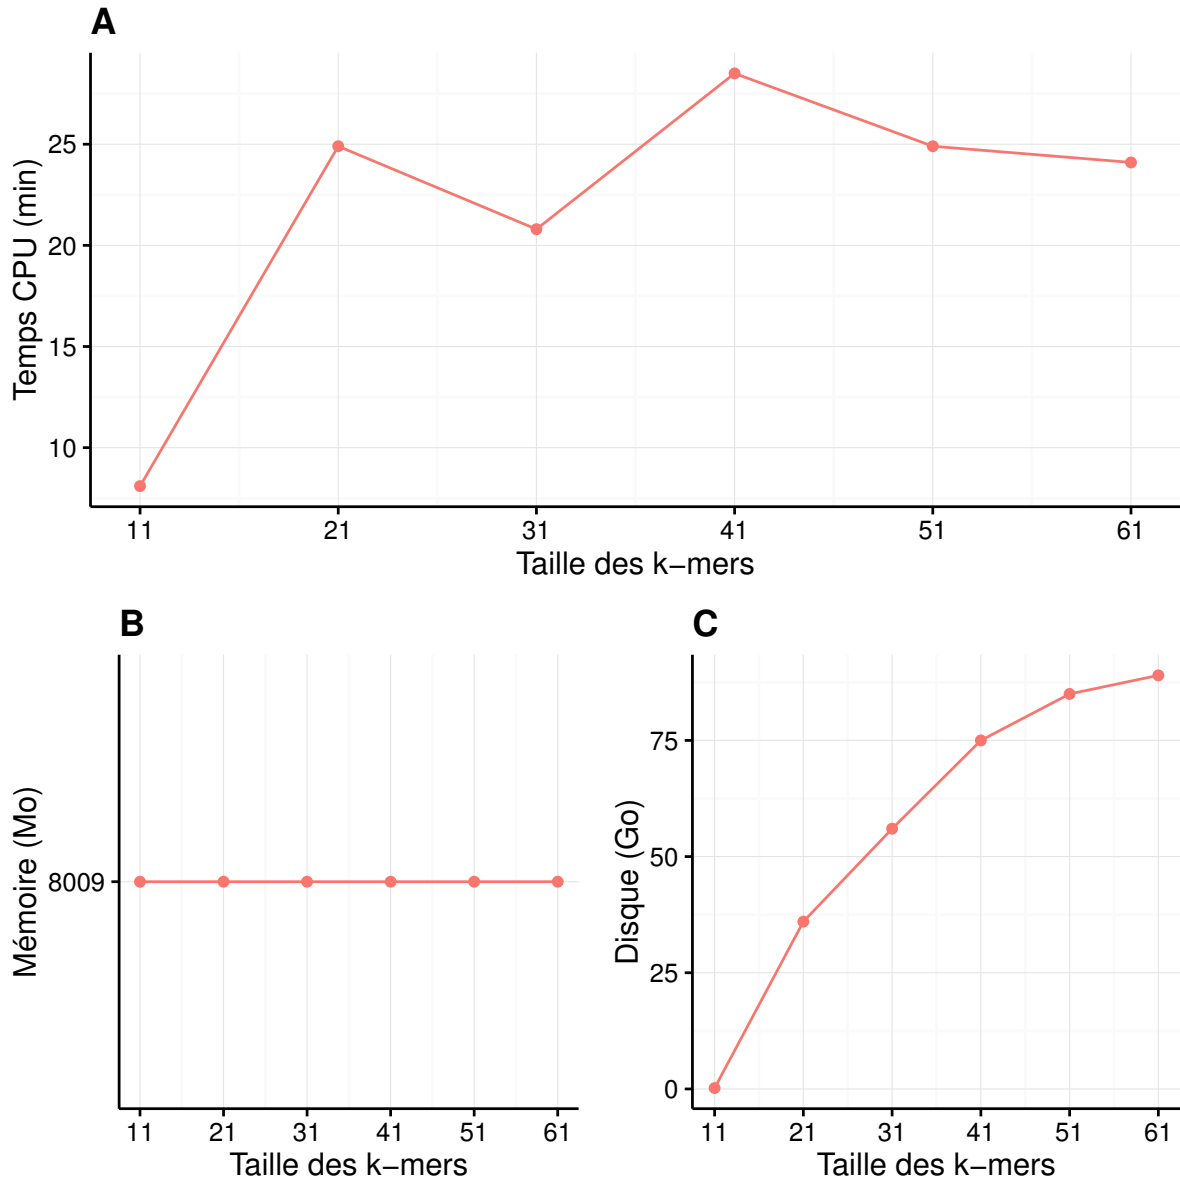 A
Temps CPU (min)
25
20
15
10
11 21 31 41 51 61
Taille des k−mers
B
Mémoire (Mo)
8009
11 21 31 41 51 61
Taille des k−mers
C
Disque (Go)
75
50
25
0
11 21 31 41 51 61
Taille des k−mers